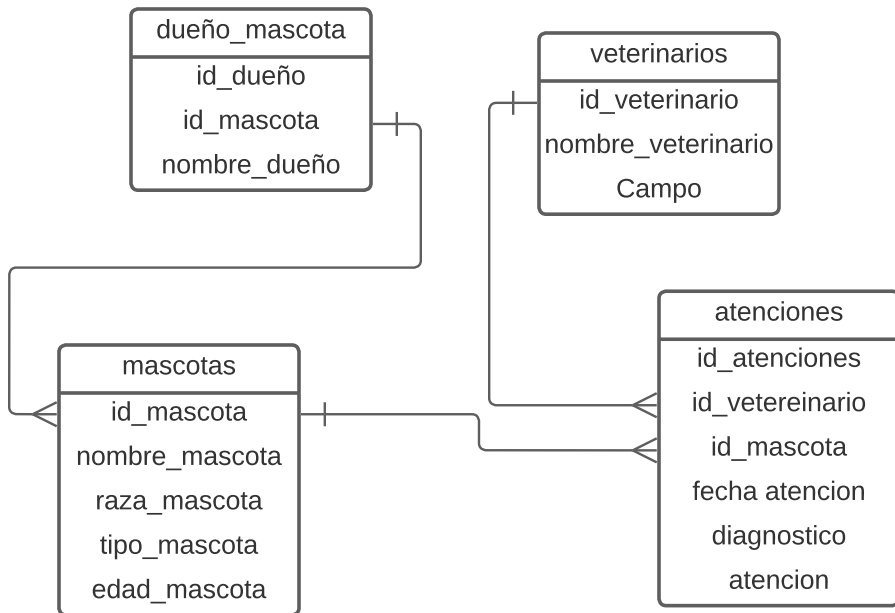 dueño_mascota
id_dueño
id_mascota
nombre_dueño
veterinarios
id_veterinario
nombre_veterinario
Campo
mascotas
id_mascota
nombre_mascota
raza_mascota
tipo_mascota
edad_mascota
atenciones
id_atenciones
id_vetereinario
id_mascota
fecha atencion
diagnostico
atencion